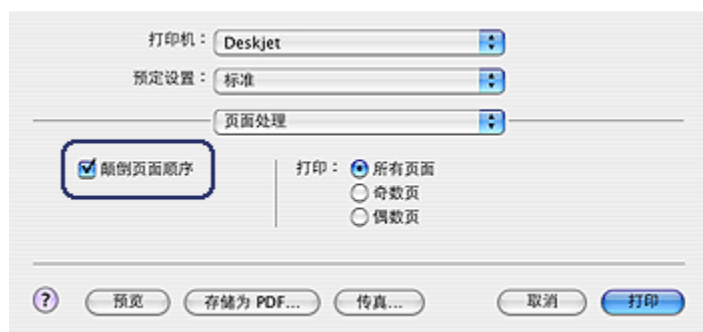 打印机： Deskjet
预定设置： 标准
页面处理
颠倒页面顺序 打印： 所有页面
奇数页
偶数页
? 预览 存储为 PDF... 传真... 取消 打印